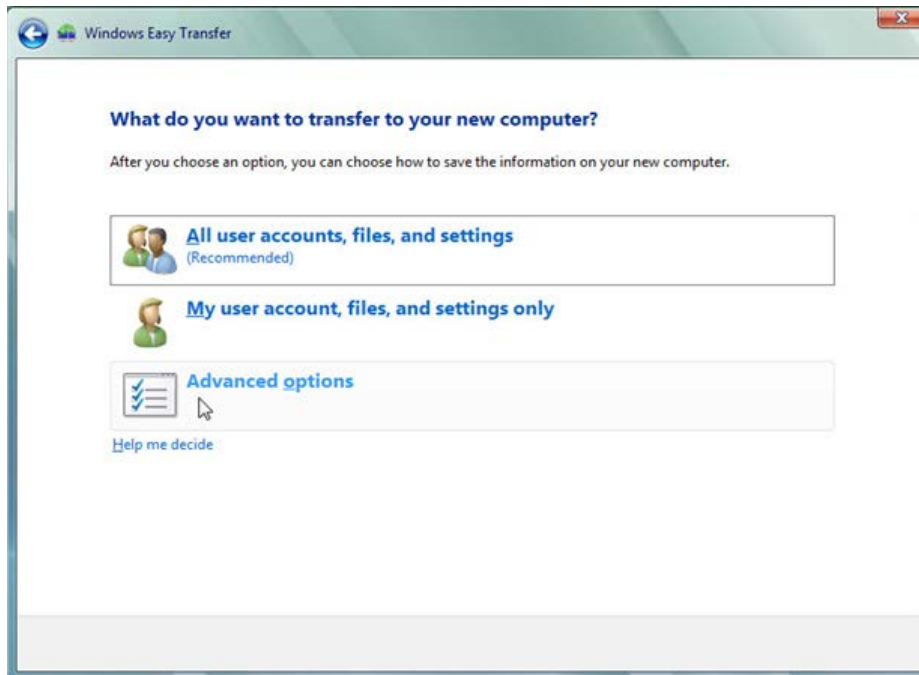 Windows Easy Transfer
What do you want to transfer to your new computer?
After you choose an option, you can choose how to save the information on your new computer.
All user accounts, files, and settings
(Recommended)
My user account, files, and settings only
Advanced options
Help me decide